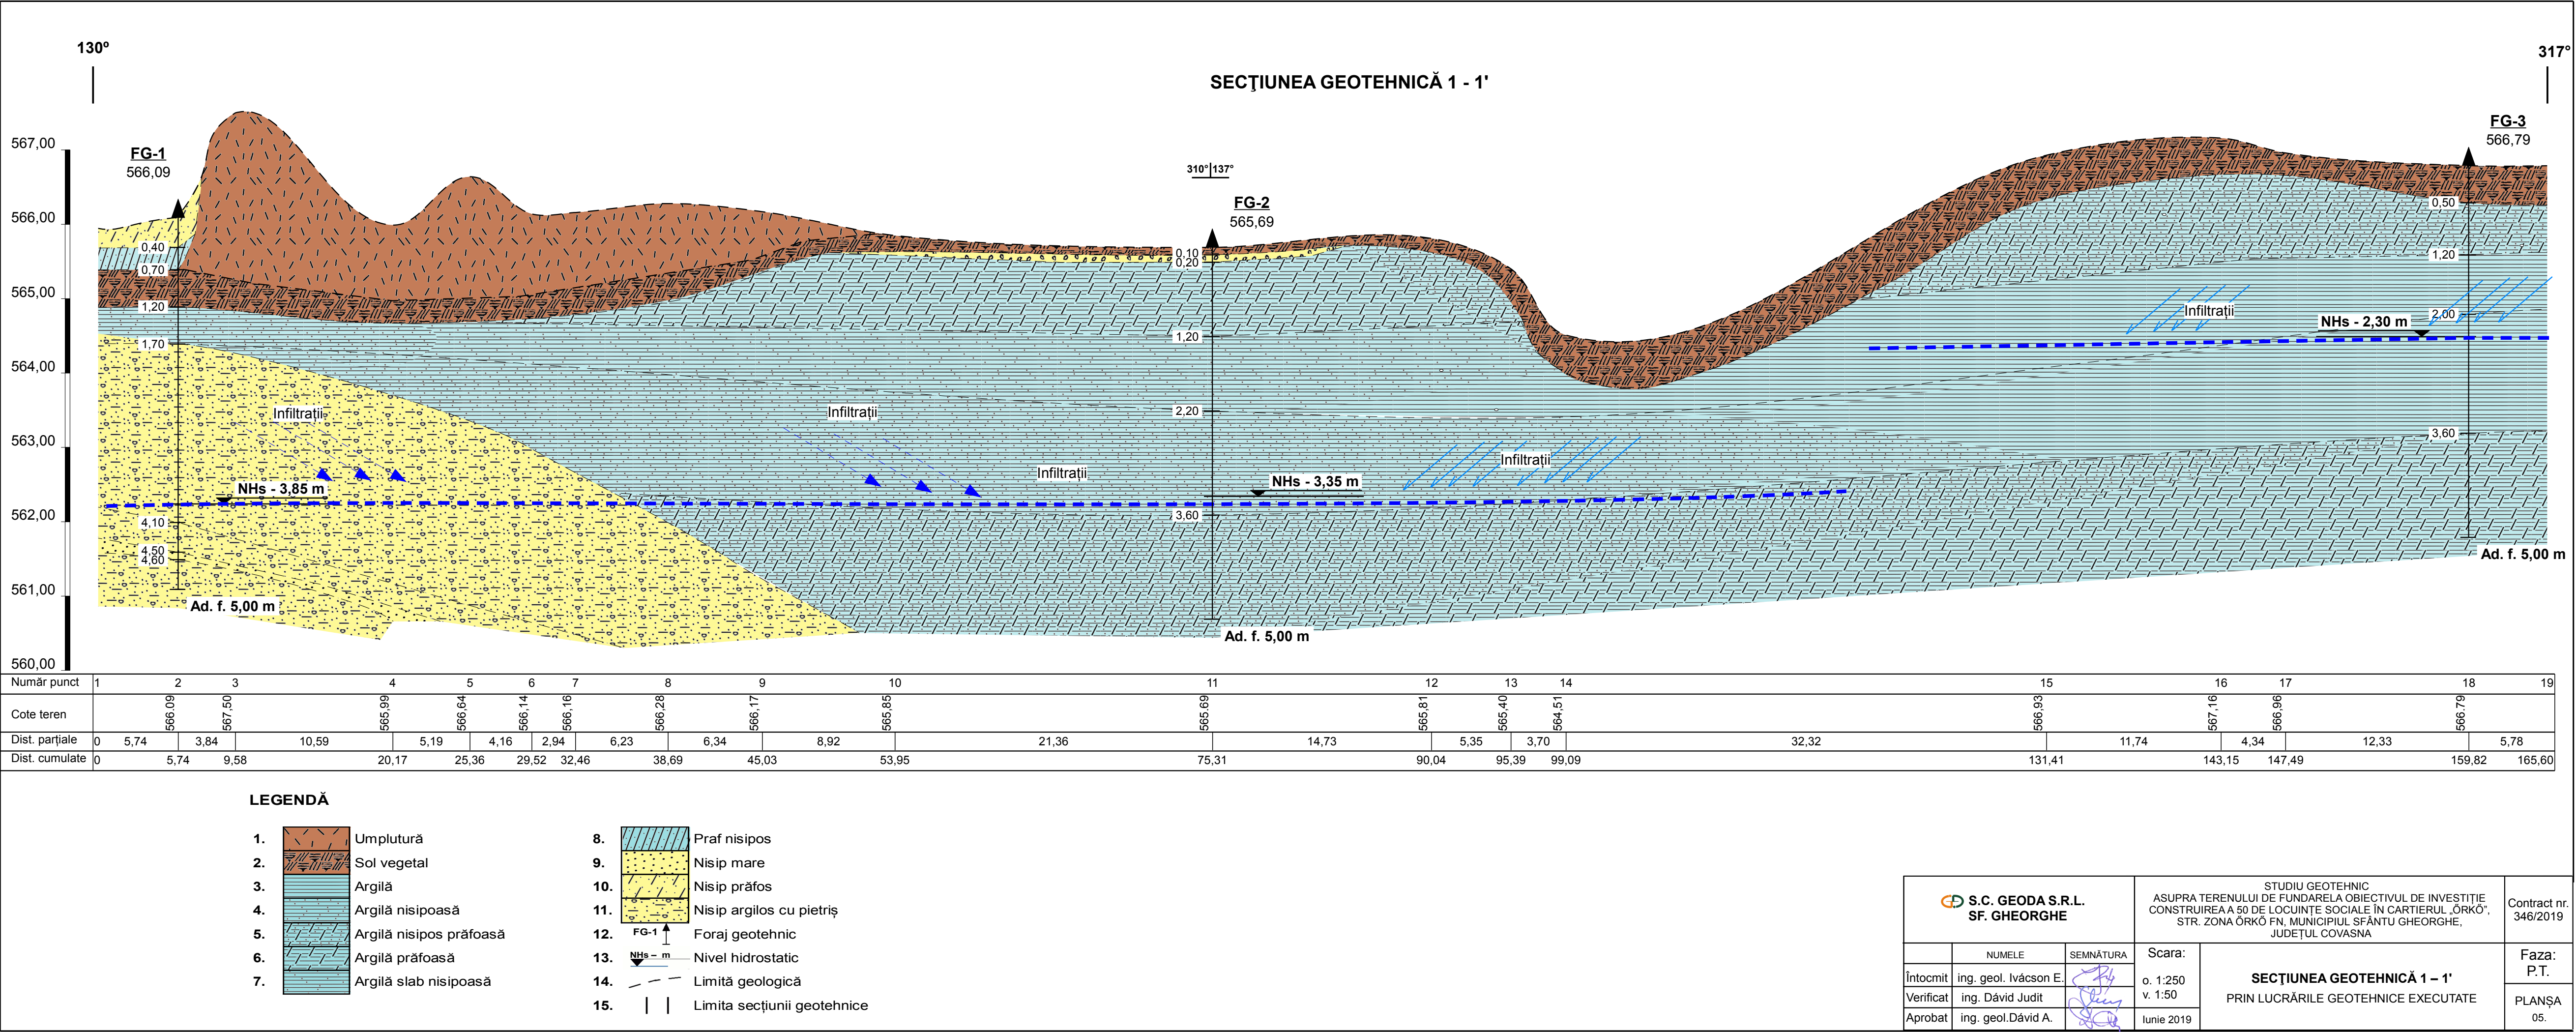 130°
317°
SECȚIUNEA GEOTEHNICĂ 1 - 1'
567,00
566,00
565,00
564,00
563,00
562,00
561,00
560,00
FG-1
566,09
0,40
0,70
1,20
1,70
Infiltrații
NHs - 3,85 m
4,10
4,50
4,60
Ad. f. 5,00 m
Infiltrații
Infiltrații
310°|137°
FG-2
565,69
0,10
0,20
1,20
2,20
NHs - 3,35 m
3,60
Ad. f. 5,00 m
Infiltrații
Infiltrații
FG-3
566,79
0,50
1,20
2,00
NHs - 2,30 m
3,60
Ad. f. 5,00 m
Număr punct 1 2 3 4 5 6 7 8 9 10 11 12 13 14 15 16 17 18 19
Cote teren 566.09 567,50 565,99 566,64 566,14 566,16 566,28 566,17 565,85 565.69 565,81 565,40 564,51 566,93 567,16 566,96 566.79
Dist. parțiale 0 5,74 3,84 10,59 5,19 4,16 2,94 6,23 6,34 8,92 21,36 14,73 5,35 3,70 32,32 11,74 4,34 12,33 5,78
Dist. cumulate 0 5,74 9,58 20,17 25,36 29,52 32,46 38,69 45,03 53,95 75,31 90,04 95,39 99,09 131,41 143,15 147,49 159,82 165,60
LEGENDĂ
1. Umplutură
2. Sol vegetal
3. Argilă
4. Argilă nisipoasă
5. Argilă nisipos prăfoasă
6. Argilă prăfoasă
7. Argilă slab nisipoasă
8. Praf nisipos
9. Nisip mare
10. Nisip prăfos
11. Nisip argilos cu pietriș
12. FG-1 Foraj geotehnic
13. NHs – m Nivel hidrostatic
14. Limită geologică
15. Limita secțiunii geotehnice
S.C. GEODA S.R.L.
SF. GHEORGHE
STUDIU GEOTEHNIC
ASUPRA TERENULUI DE FUNDARELA OBIECTIVUL DE INVESTIȚIE
CONSTRUIREA A 50 DE LOCUINȚE SOCIALE ÎN CARTIERUL „ŐRKŐ”,
STR. ZONA ŐRKŐ FN, MUNICIPIUL SFÂNTU GHEORGHE,
JUDEȚUL COVASNA
Contract nr.
346/2019
NUMELE SEMNĂTURA
Întocmit ing. geol. Ivácson E.
Verificat ing. Dávid Judit
Aprobat ing. geol.Dávid A.
Scara:
o. 1:250
v. 1:50
Iunie 2019
SECȚIUNEA GEOTEHNICĂ 1 – 1'
PRIN LUCRĂRILE GEOTEHNICE EXECUTATE
Faza:
P.T.
PLANȘA
05.